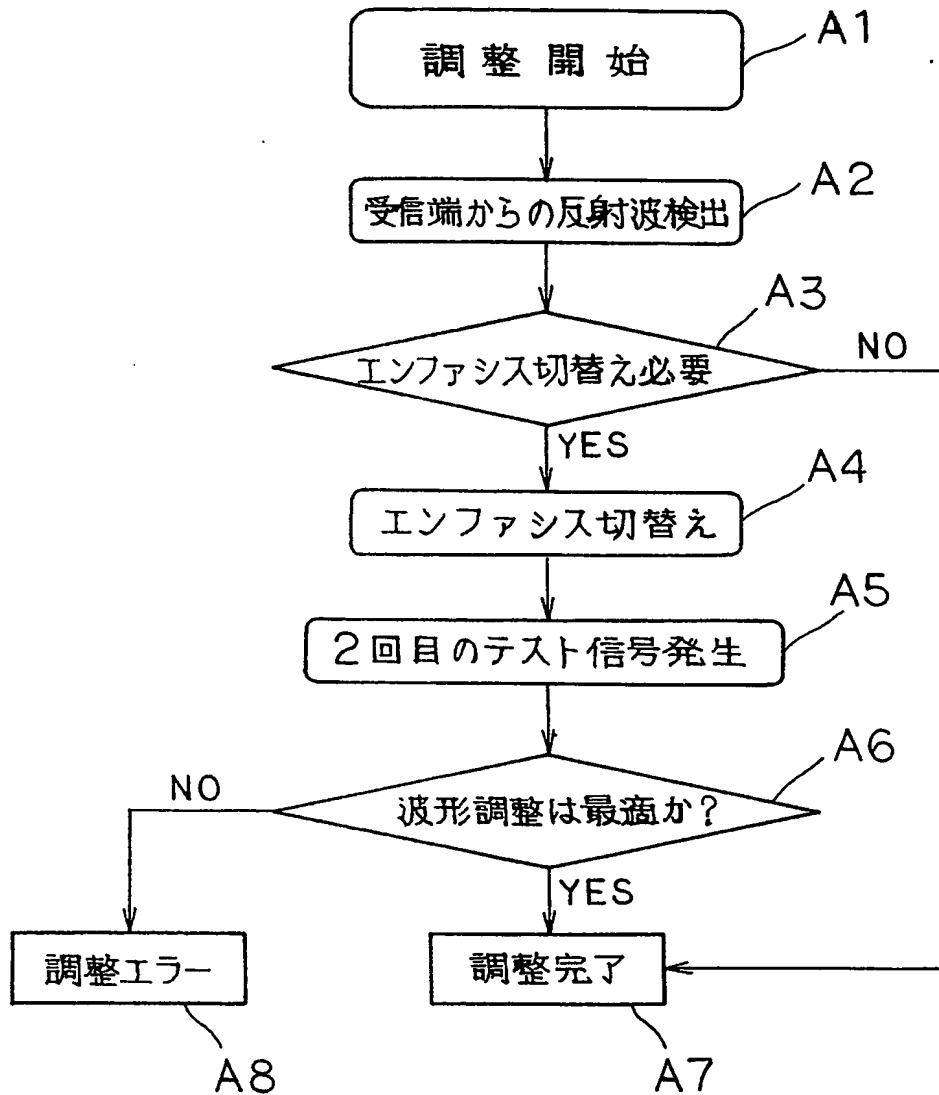 A1
調整開始
A2
受信端からの反射波検出
A3
エンファシス切替え必要
NO
YES
A4
エンファシス切替え
A5
2回目のテスト信号発生
A6
NO
波形調整は最適か?
YES
調整エラー
調整完了
A8
A7